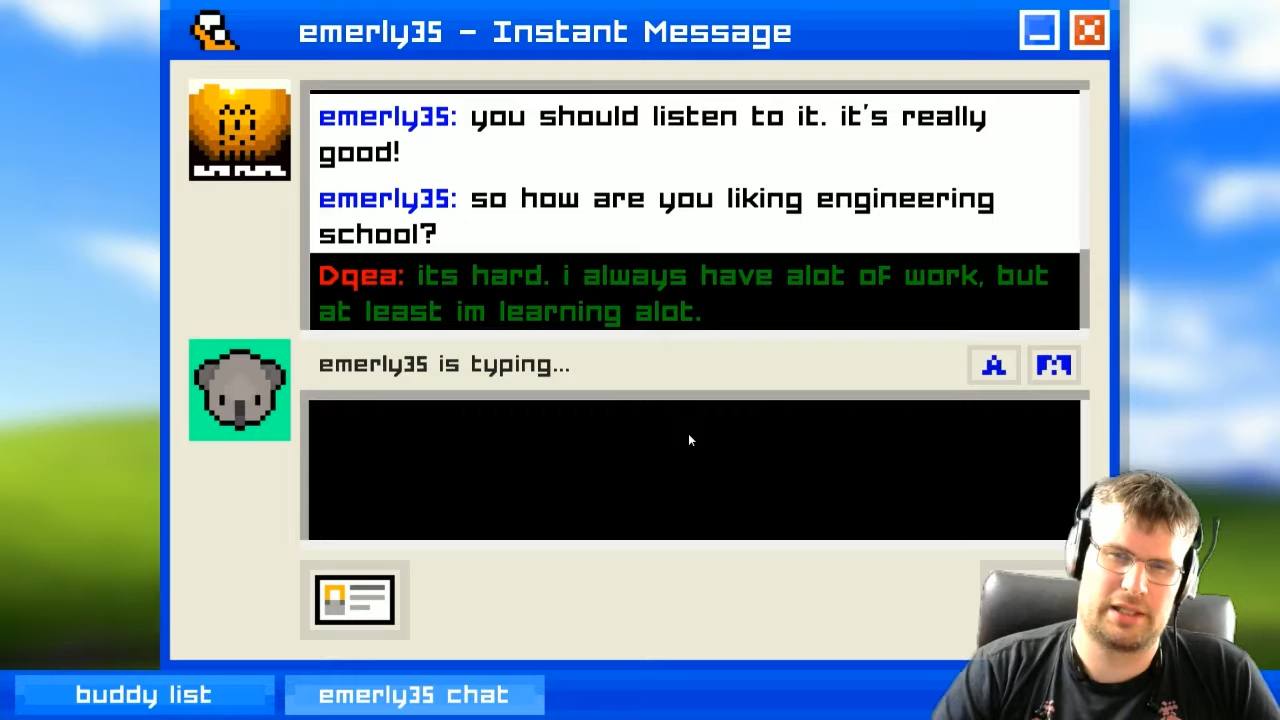 emerly35 - Instant Message
emerly35: you should listen to it. it's really
good!
emerly35: so how are you liking engineering
school?
Dqea: its hard. i always have alot of work, but
at least im learning alot.
emerly35 is typing...
A
buddy list
emerly35 chat